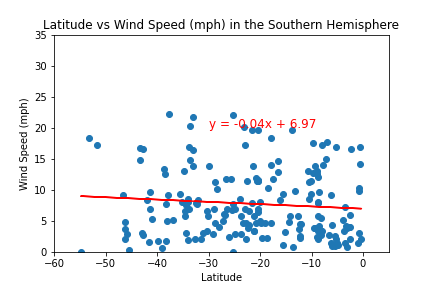 Latitude vs Wind Speed (mph) in the Southern Hemisphere
35
30
25
20
15
10
5
0
Wind Speed (mph)
y = -0.04x + 6.97
−60 −50 −40 −30 −20 −10 0
Latitude